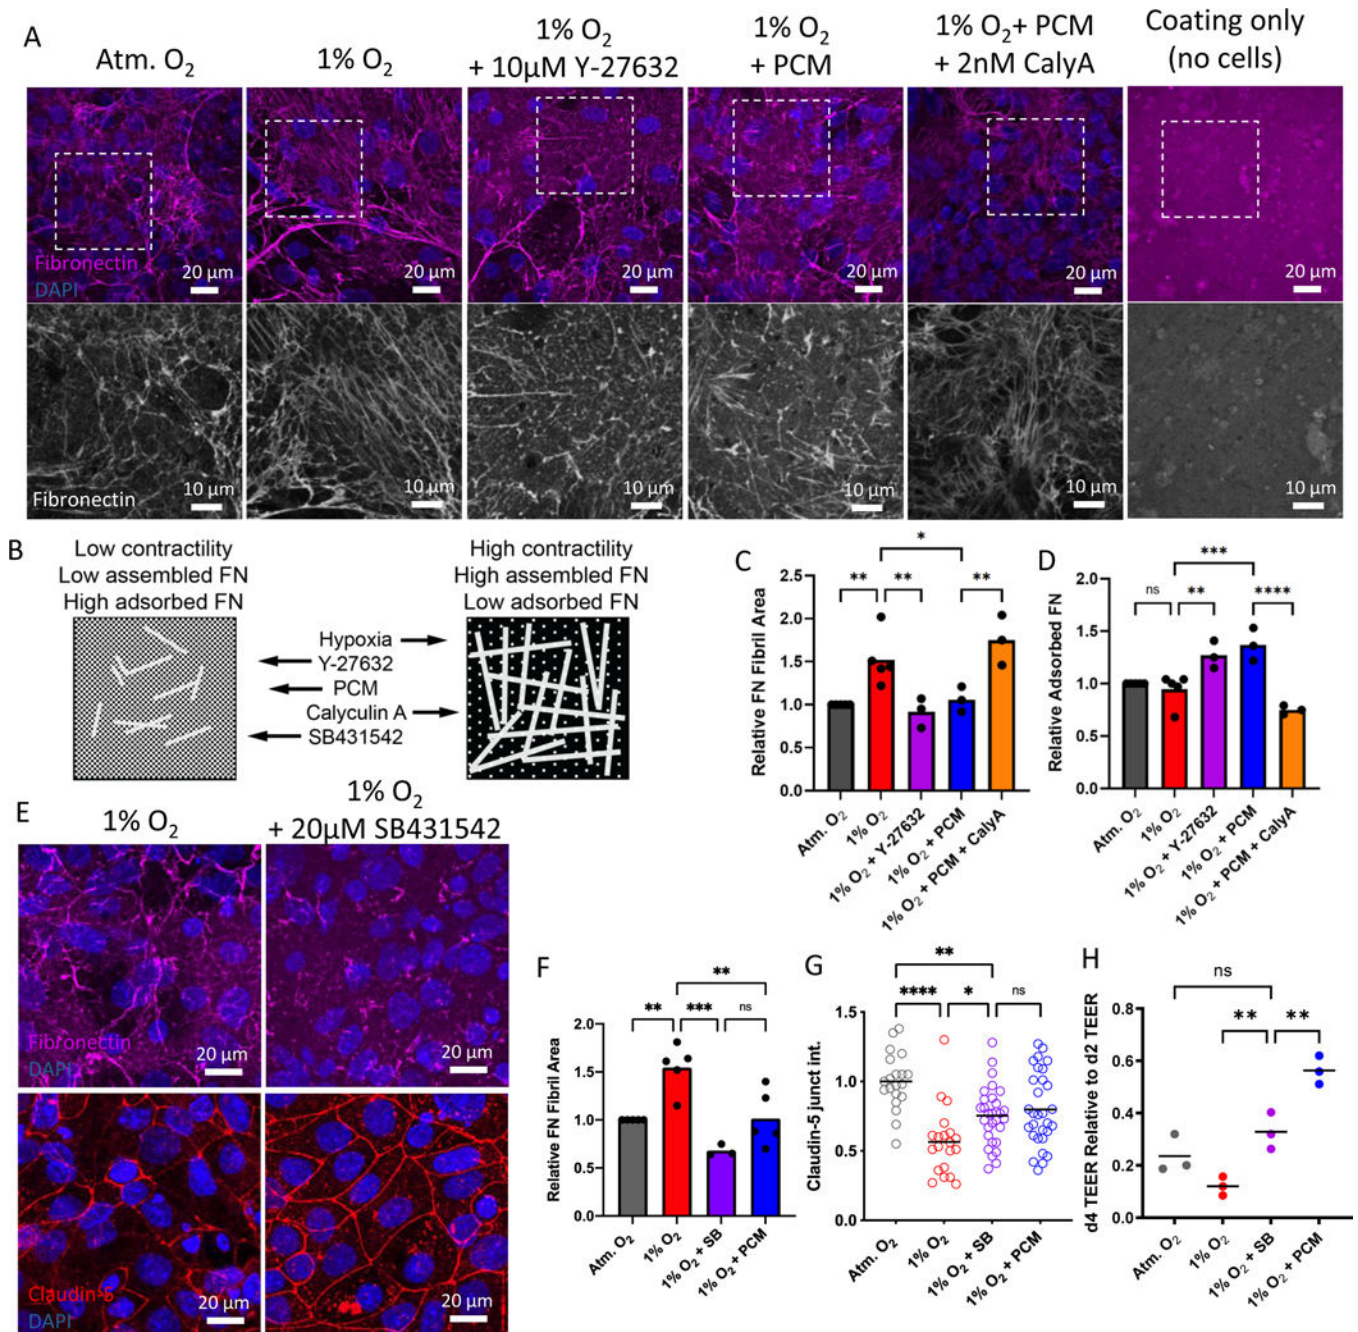 A
Atm. O2
1% O2
1% O2
+ 10μM Y-27632
1% O2
+ PCM
1% O2+ PCM
+ 2nM CalyA
Coating only
(no cells)
Fibronectin
DAPI
20 μm
20 μm
20 μm
20 μm
20 μm
20 μm
Fibronectin
10 μm
10 μm
10 μm
10 μm
10 μm
10 μm
B
Low contractility
Low assembled FN
High adsorbed FN
High contractility
High assembled FN
Low adsorbed FN
Hypoxia
Y-27632
PCM
Calyculin A
SB431542
C
Relative FN Fibril Area
2.5
2.0
1.5
1.0
0.5
0.0
*
** ** **
Atm. O2
1% O2
1% O2 + Y-27632
1% O2 + PCM
1% O2 + PCM + CalyA
D
Relative Adsorbed FN
2.0
1.5
1.0
0.5
0.0
***
ns ** ****
Atm. O2
1% O2
1% O2 + Y-27632
1% O2 + PCM
1% O2 + PCM + CalyA
E
1% O2
1% O2
+ 20μM SB431542
Fibronectin
DAPI
20 μm
20 μm
Claudin-5
DAPI
20 μm
20 μm
F
Relative FN Fibril Area
2.0
1.5
1.0
0.5
0.0
**
** *** ns
Atm. O2
1% O2
1% O2 + SB
1% O2 + PCM
G
Claudin-5 junct int.
1.5
1.0
0.5
0.0
**
**** * ns
Atm. O2
1% O2
1% O2 + SB
1% O2 + PCM
H
d4 TEER Relative to d2 TEER
0.8
0.6
0.4
0.2
0.0
ns
** **
Atm. O2
1% O2
1% O2 + SB
1% O2 + PCM